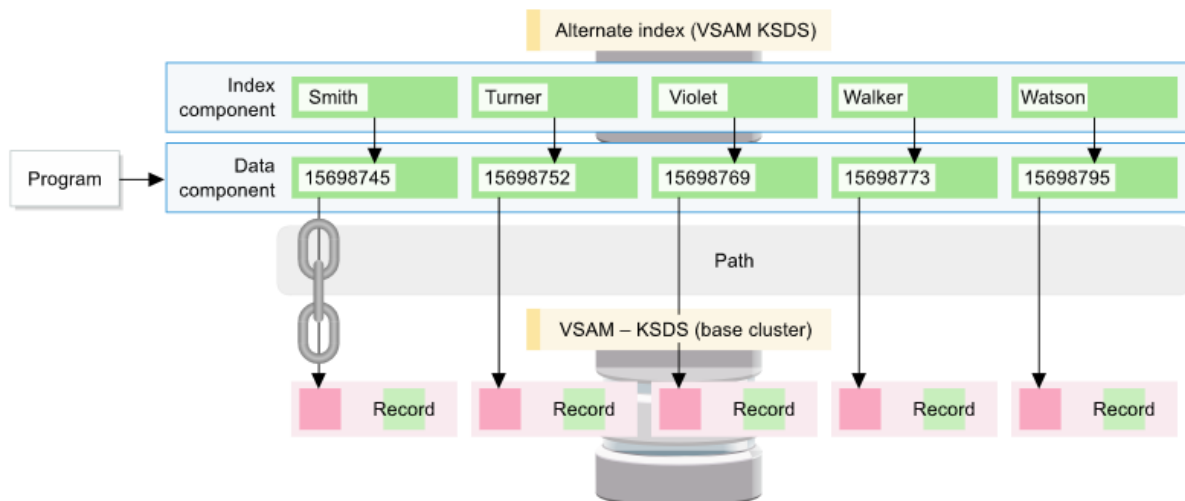 Alternate index (VSAM KSDS)
Index
component
Smith
Turner
Violet
Walker
Watson
Program
Data
component
15698745
15698752
15698769
15698773
15698795
Path
VSAM – KSDS (base cluster)
Record
Record
Record
Record
Record